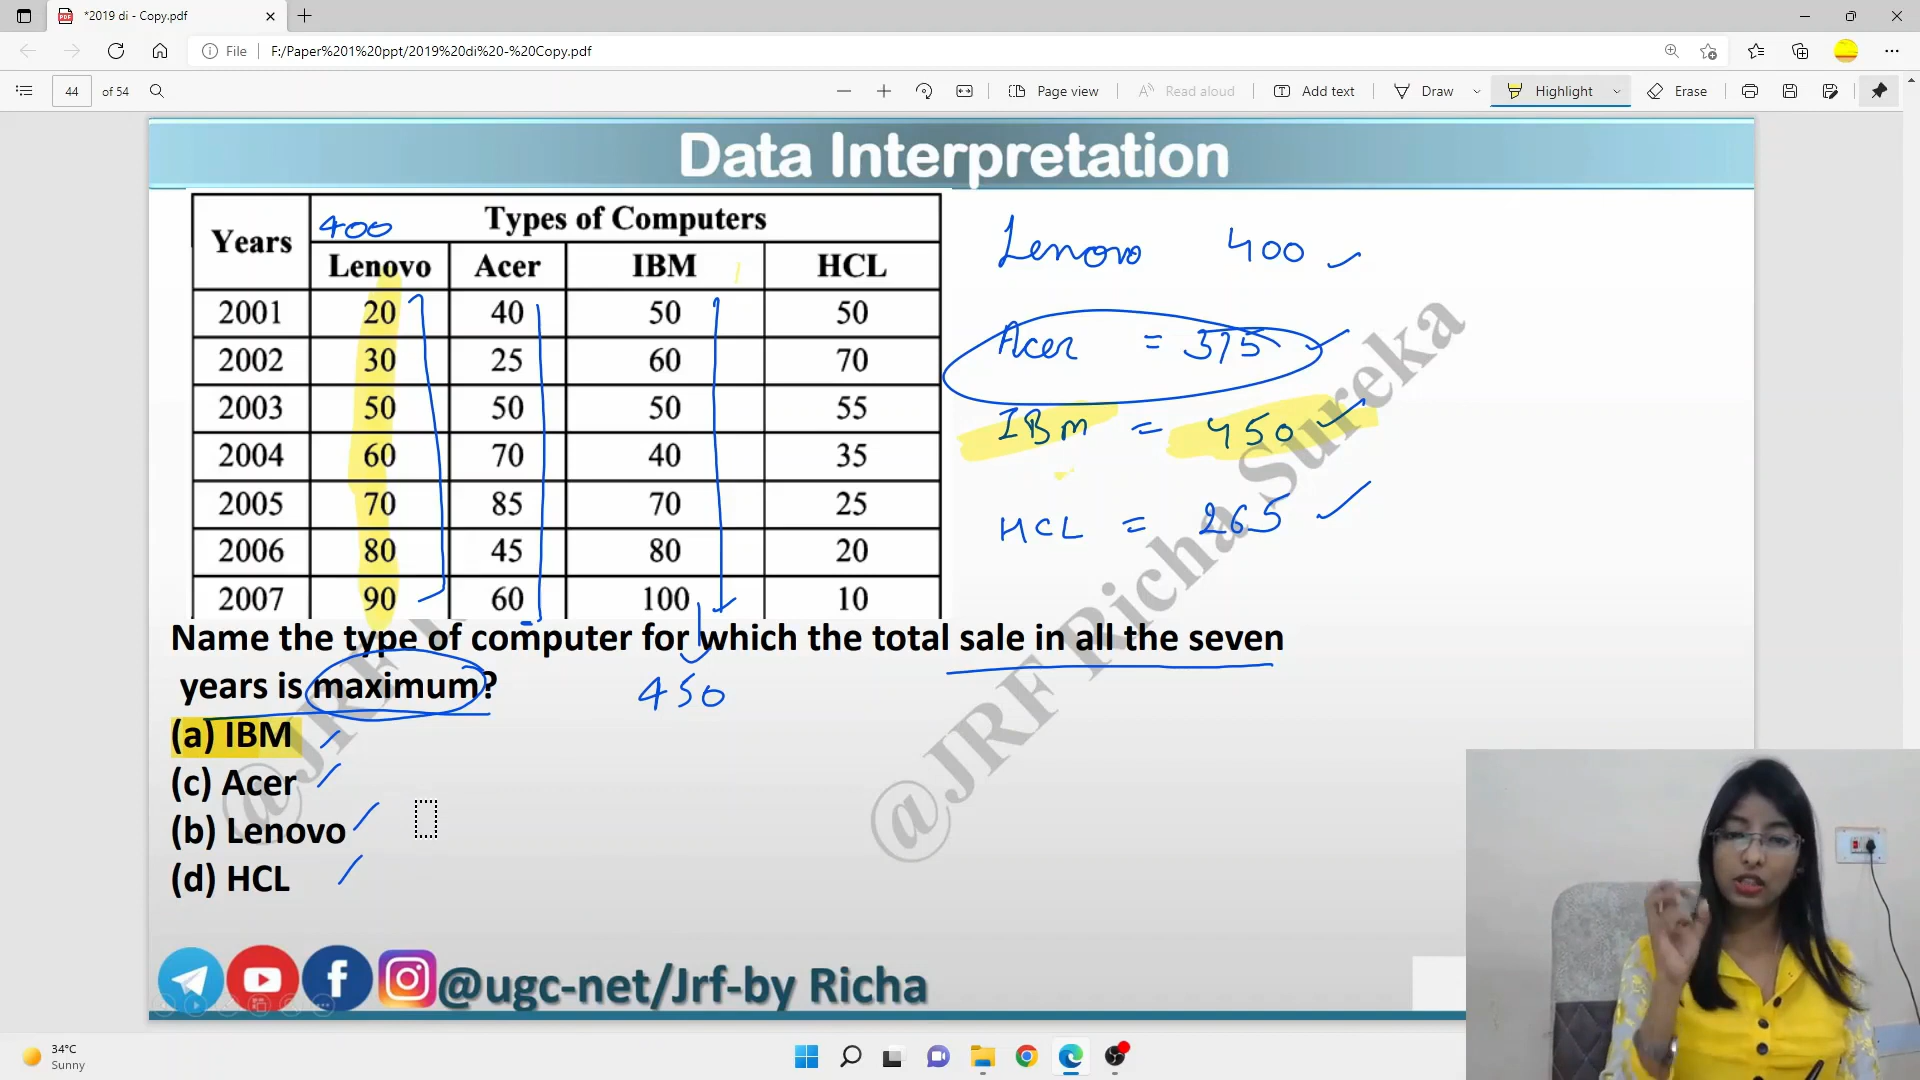 *2019 di - Copy.pdf
File F:/Paper%201%20ppt/2019%20di%20-%20Copy.pdf
44 of 54 Page view Read aloud Add text Draw Highlight Erase
Data Interpretation
Years 400 Types of Computers
Lenovo Acer IBM HCL
2001 20 40 50 50
2002 30 25 60 70
2003 50 50 50 55
2004 60 70 40 35
2005 70 85 70 25
2006 80 45 80 20
2007 90 60 100 10
Lenovo 400
Acer = 375
IBm = 450
HCL = 265
Name the type of computer for which the total sale in all the seven
years is maximum?
450
(a) IBM
(c) Acer
(b) Lenovo
(d) HCL
@JRF Richa Sureka
@ugc-net/Jrf-by Richa
34°C
Sunny